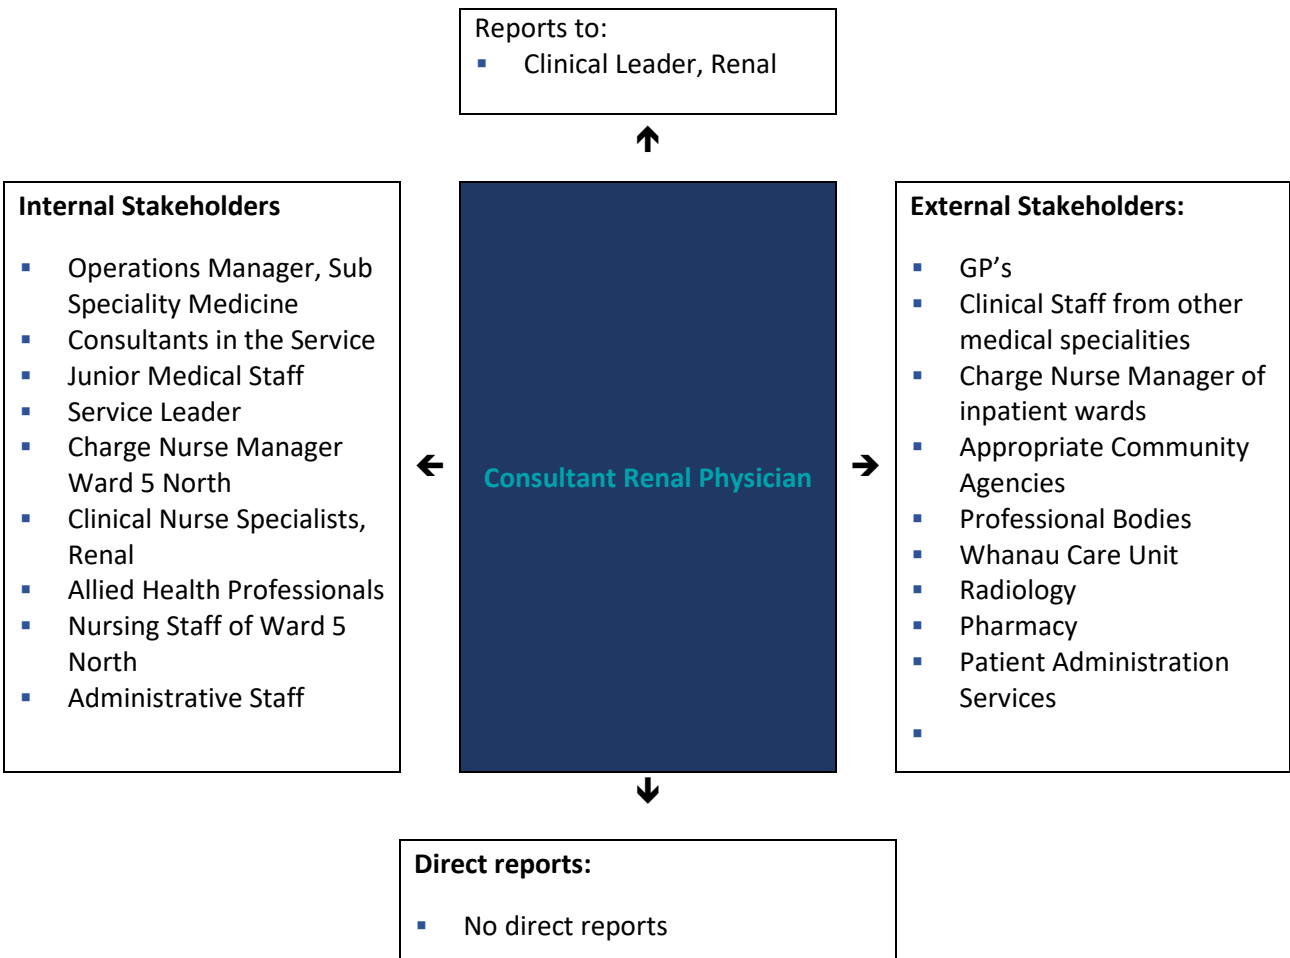 Reports to:
▪ Clinical Leader, Renal
Internal Stakeholders
▪ Operations Manager, Sub
Speciality Medicine
▪ Consultants in the Service
▪ Junior Medical Staff
▪ Service Leader
▪ Charge Nurse Manager
Ward 5 North
▪ Clinical Nurse Specialists,
Renal
▪ Allied Health Professionals
▪ Nursing Staff of Ward 5
North
▪ Administrative Staff
Consultant Renal Physician
External Stakeholders:
▪ GP’s
▪ Clinical Staff from other
medical specialities
▪ Charge Nurse Manager of
inpatient wards
▪ Appropriate Community
Agencies
▪ Professional Bodies
▪ Whanau Care Unit
▪ Radiology
▪ Pharmacy
▪ Patient Administration
Services
▪
Direct reports:
▪ No direct reports